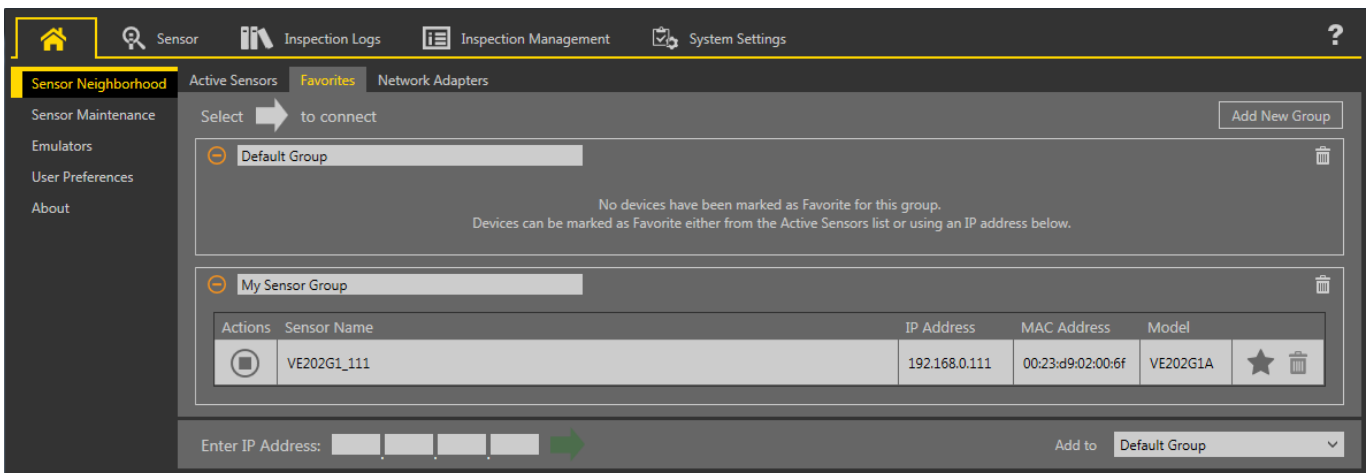 Sensor Inspection Logs Inspection Management System Settings ?
Sensor Neighborhood
Sensor Maintenance
Emulators
User Preferences
About
Active Sensors Favorites Network Adapters
Select to connect
Add New Group
Default Group
No devices have been marked as Favorite for this group.
Devices can be marked as Favorite either from the Active Sensors list or using an IP address below.
My Sensor Group
Actions Sensor Name IP Address MAC Address Model
VE202G1_111 192.168.0.111 00:23:d9:02:00:6f VE202G1A
Enter IP Address: . . . Add to Default Group